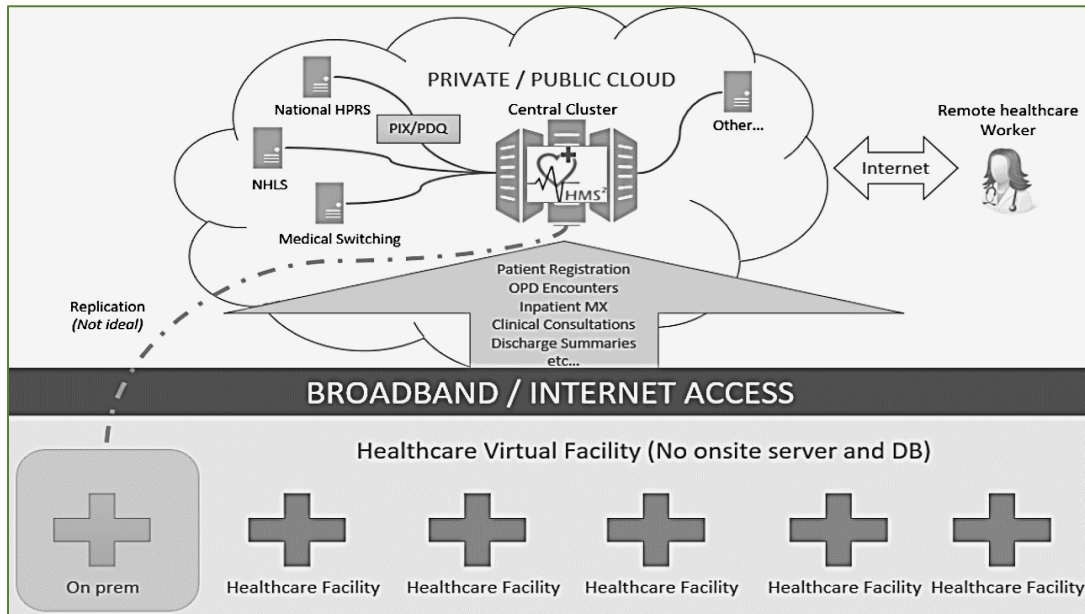 PRIVATE / PUBLIC CLOUD
National HPRS
PIX/PDQ
Central Cluster
HMS²
Other...
NHLS
Medical Switching
Remote healthcare
Worker
Internet
Replication
(Not ideal)
Patient Registration
OPD Encounters
Inpatient MX
Clinical Consultations
Discharge Summaries
etc...
BROADBAND / INTERNET ACCESS
Healthcare Virtual Facility (No onsite server and DB)
On prem
Healthcare Facility
Healthcare Facility
Healthcare Facility
Healthcare Facility
Healthcare Facility